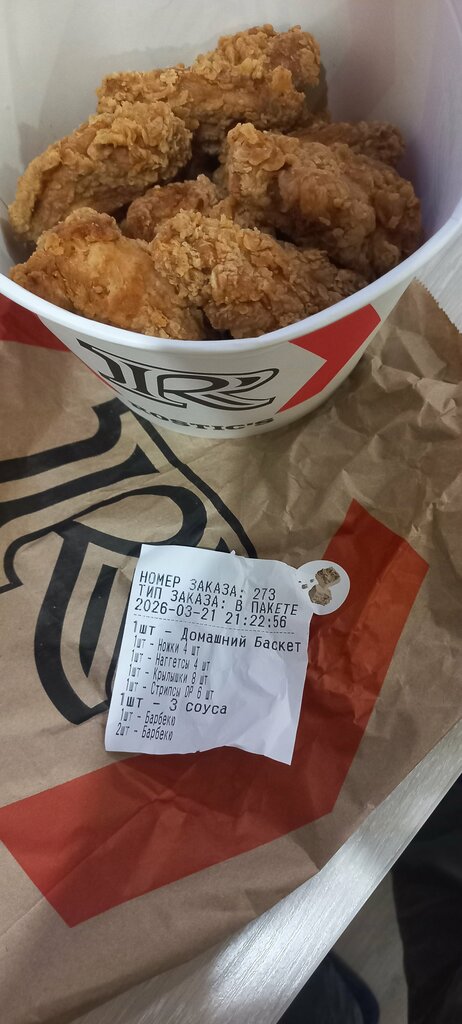 ROSTIC'S
НОМЕР ЗАКАЗА: 273
ТИП ЗАКАЗА: В ПАКЕТЕ
2026-03-21 21:22:56
1шт - Домашний Баскет
1шт - Ножки 4 шт
1шт - Наггетсы 4 шт
1шт - Крылышки 8 шт
1шт - Стрипсы ОР 6 шт
1шт - 3 соуса
1шт - Барбекю
2шт - Барбекю